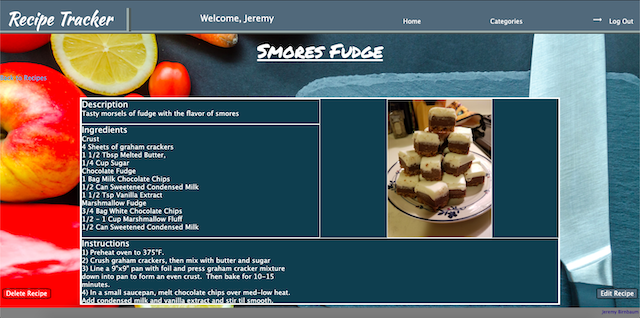 Recipe Tracker
Welcome, Jeremy
Home
Categories
Log Out
Smores Fudge
Recipes
Description
Tasty morsels of fudge with the flavor of smores
Ingredients
Crust
4 Sheets of graham crackers
1 1/2 Tbsp Melted Butter,
1/4 Cup Sugar
Chocolate Fudge
1 Bag Milk Chocolate Chips
1/2 Can Sweetened Condensed Milk
1 1/2 Tsp Vanilla Extract
Marshmallow Fudge
3/4 Bag White Chocolate Chips
1/2 - 1 Cup Marshmallow Fluff
1/2 Can Sweetened Condensed Milk
Instructions
1) Preheat oven to 375°F.
2) Crush graham crackers, then mix with butter and sugar
3) Line a 9"x9" pan with foil and press graham cracker mixture
down into pan to form an even crust. Then bake for 10-15
minutes.
4) In a small saucepan, melt chocolate chips over med-low heat.
Add condensed milk and vanilla extract and stir til smooth.
Delete Recipe
Edit Recipe
Jeremy Birnbaum